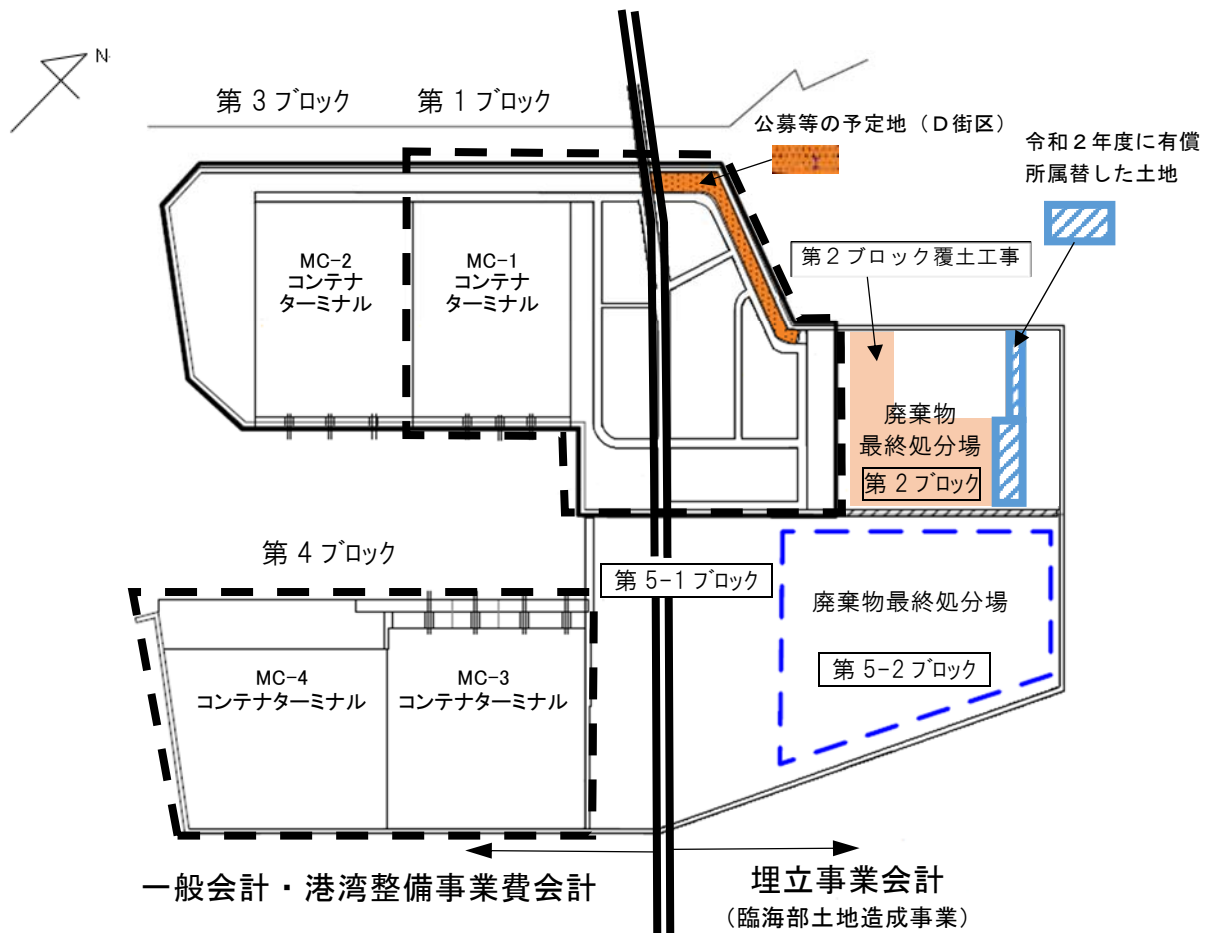 N
第3ブロック
第1ブロック
公募等の予定地（D街区）
令和2年度に有償
所属替した土地
第2ブロック覆土工事
MC-2
コンテナ
ターミナル
MC-1
コンテナ
ターミナル
廃棄物
最終処分場
第2ブロック
第4ブロック
第5-1ブロック
廃棄物最終処分場
第5-2ブロック
MC-4
コンテナターミナル
MC-3
コンテナターミナル
一般会計・港湾整備事業費会計
埋立事業会計
（臨海部土地造成事業）